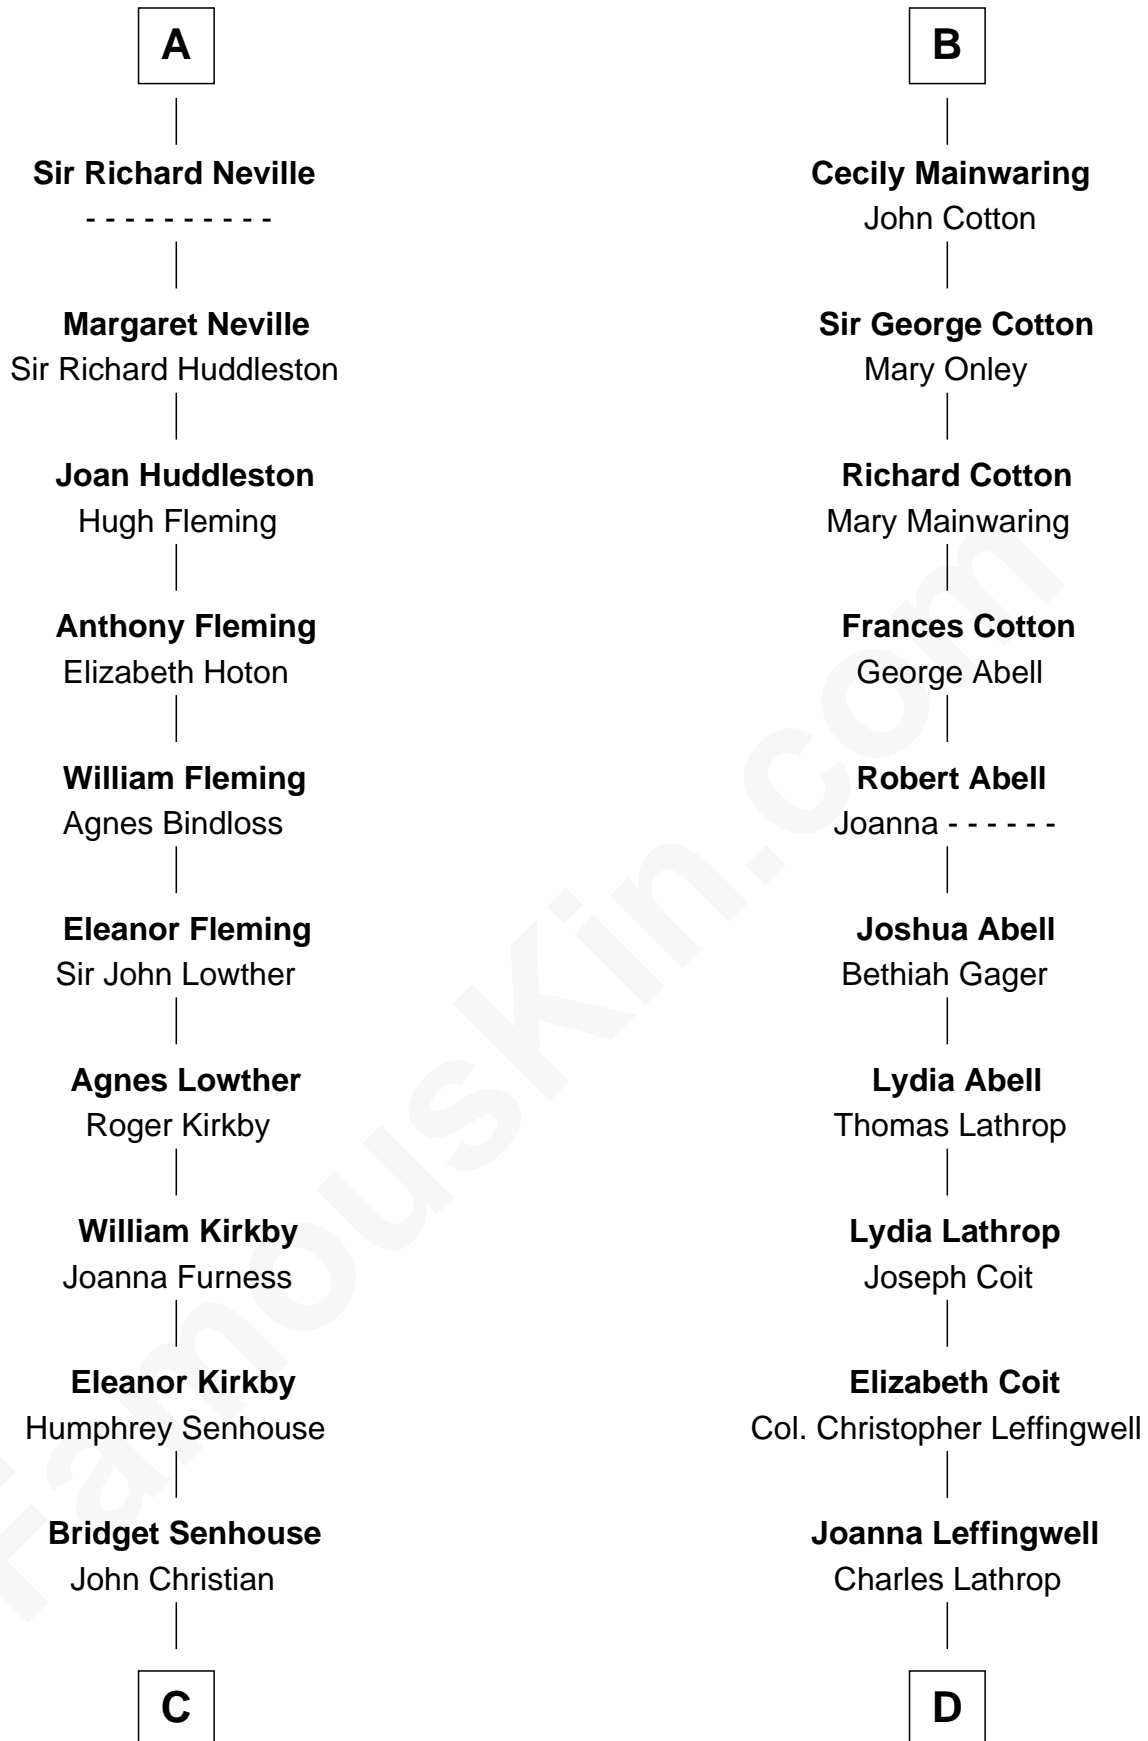 A
Sir Richard Neville
- - - - - - - - - -
Margaret Neville
Sir Richard Huddleston
Joan Huddleston
Hugh Fleming
Anthony Fleming
Elizabeth Hoton
William Fleming
Agnes Bindloss
Eleanor Fleming
Sir John Lowther
Agnes Lowther
Roger Kirkby
William Kirkby
Joanna Furness
Eleanor Kirkby
Humphrey Senhouse
Bridget Senhouse
John Christian
C
B
Cecily Mainwaring
John Cotton
Sir George Cotton
Mary Onley
Richard Cotton
Mary Mainwaring
Frances Cotton
George Abell
Robert Abell
Joanna - - - - - -
Joshua Abell
Bethiah Gager
Lydia Abell
Thomas Lathrop
Lydia Lathrop
Joseph Coit
Elizabeth Coit
Col. Christopher Leffingwell
Joanna Leffingwell
Charles Lathrop
D
FamousKin.com